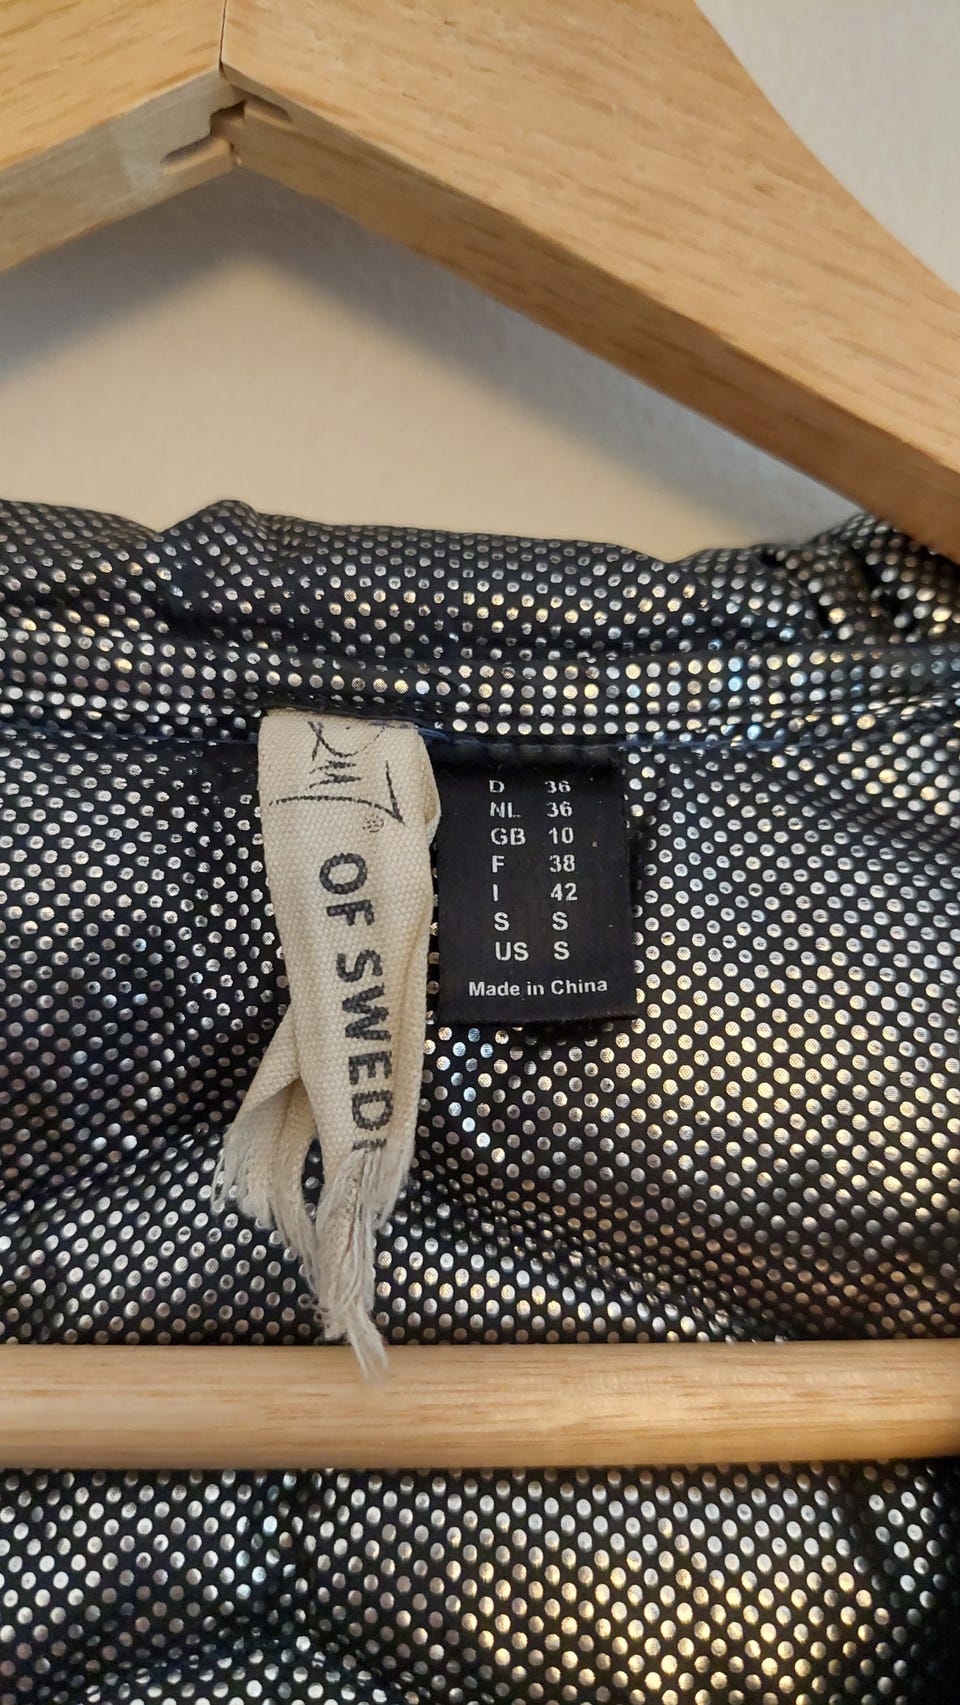 ® OF SWED
D 36
NL 36
GB 10
F 38
I 42
S S
US S
Made in China